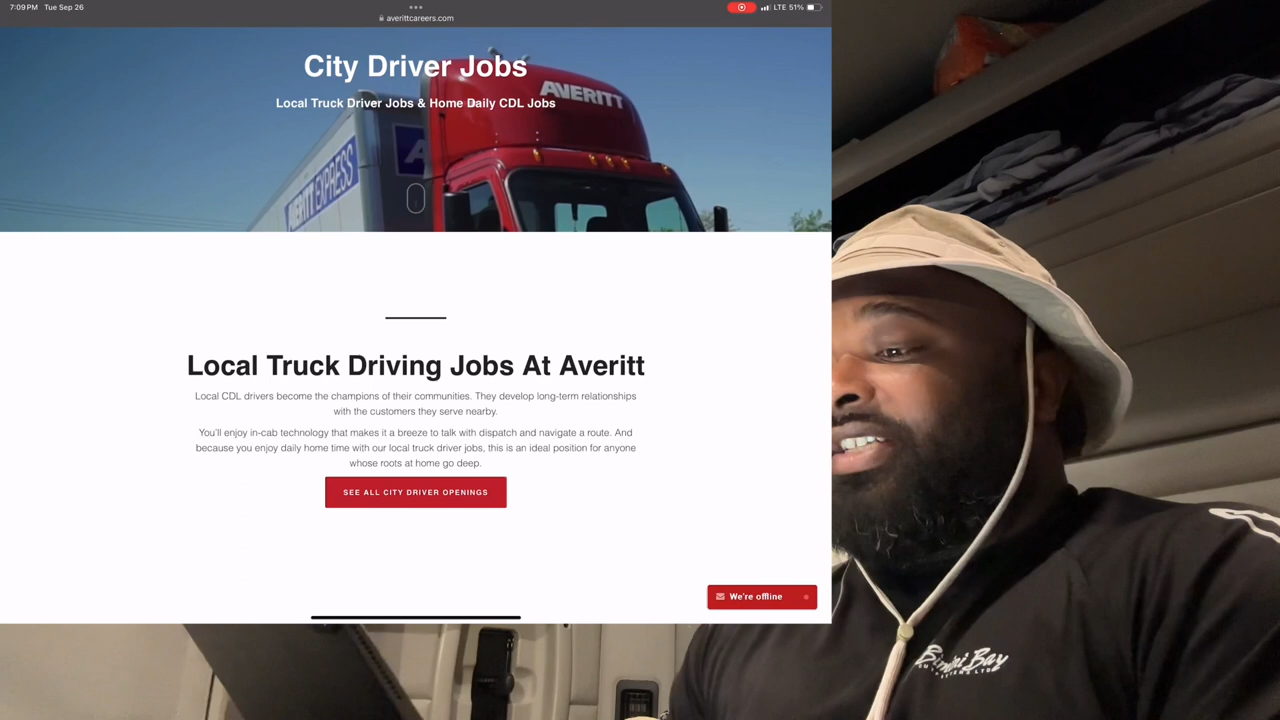 7:09 PM Tue Sep 26
LTE 51%
averittcareers.com
City Driver Jobs
Local Truck Driver Jobs & Home Daily CDL Jobs
AVERITT
A
AVERITT EXPRESS
Local Truck Driving Jobs At Averitt
Local CDL drivers become the champions of their communities. They develop long-term relationships
with the customers they serve nearby.
You'll enjoy in-cab technology that makes it a breeze to talk with dispatch and navigate a route. And
because you enjoy daily home time with our local truck driver jobs, this is an ideal position for anyone
whose roots at home go deep.
SEE ALL CITY DRIVER OPENINGS
We're offline
Bimini Bay